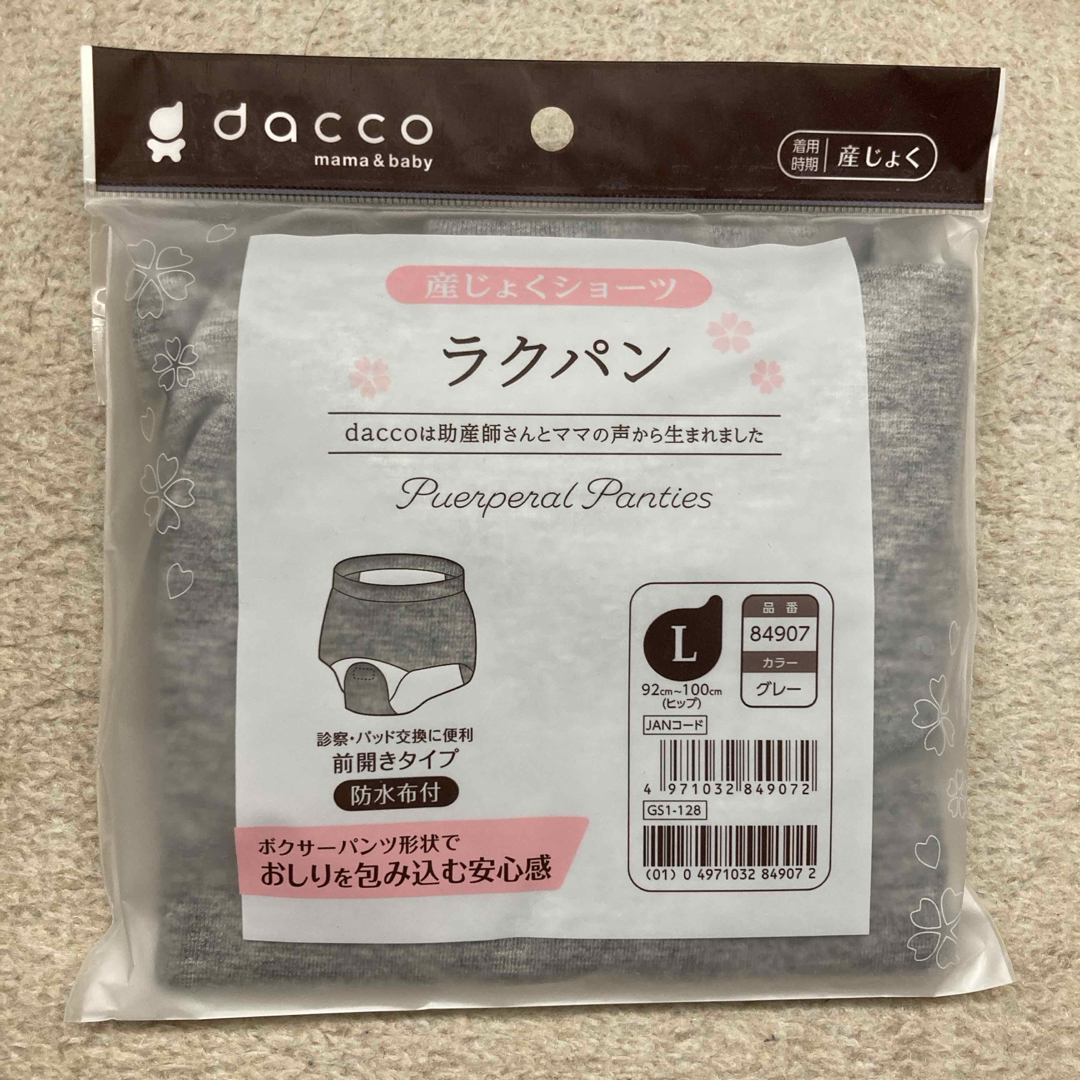 dacco
mama & baby
着用
時期
産じょく
産じょくショーツ
ラクパン
daccoは助産師さんとママの声から生まれました
Puerperal Panties
診察・パッド交換に便利
前開きタイプ
防水布付
ボクサーパンツ形状で
おしりを包み込む安心感
L
92cm~100cm
(ヒップ)
品番
84907
カラー
グレー
JANコード
4 971032 849072
GS1-128
(01) 0 4971032 84907 2